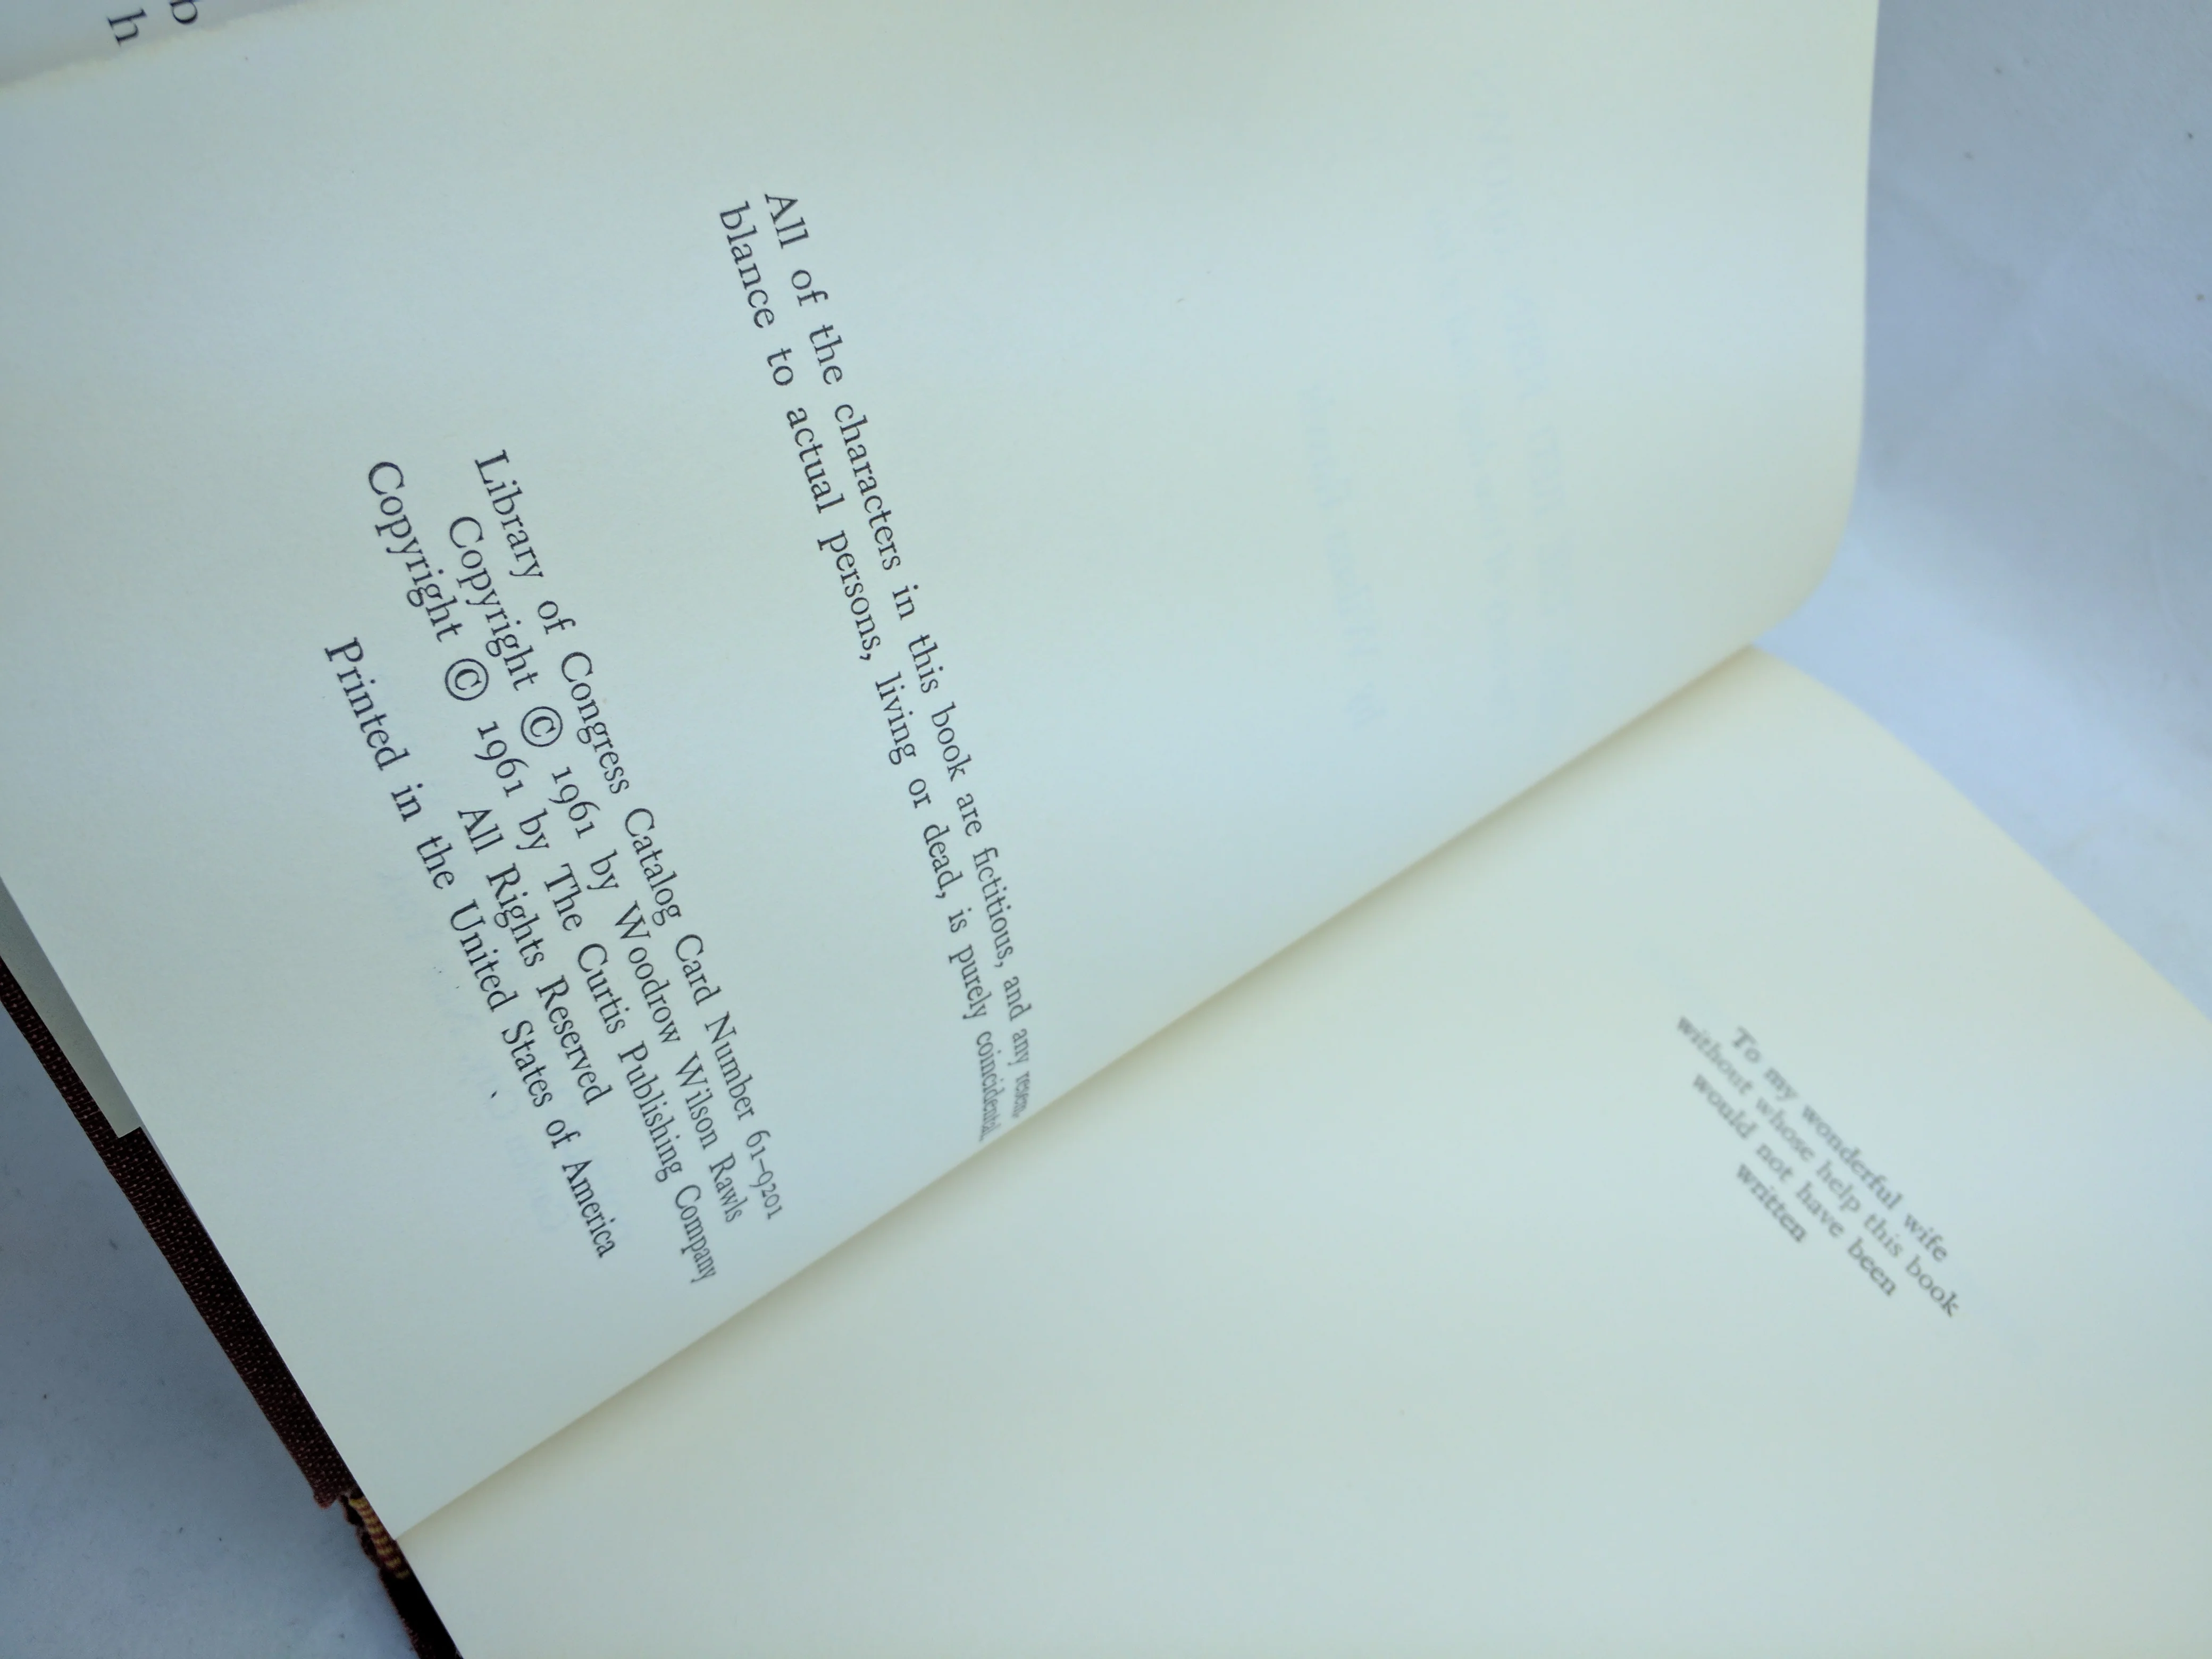 All of the characters in this book are fictitious, and any resem-
blance to actual persons, living or dead, is purely coincidental.
Library of Congress Catalog Card Number 61-9201
Copyright © 1961 by Woodrow Wilson Rawls
Copyright © 1961 by The Curtis Publishing Company
All Rights Reserved
Printed in the United States of America
To my wonderful wife
without whose help this book
would not have been
written